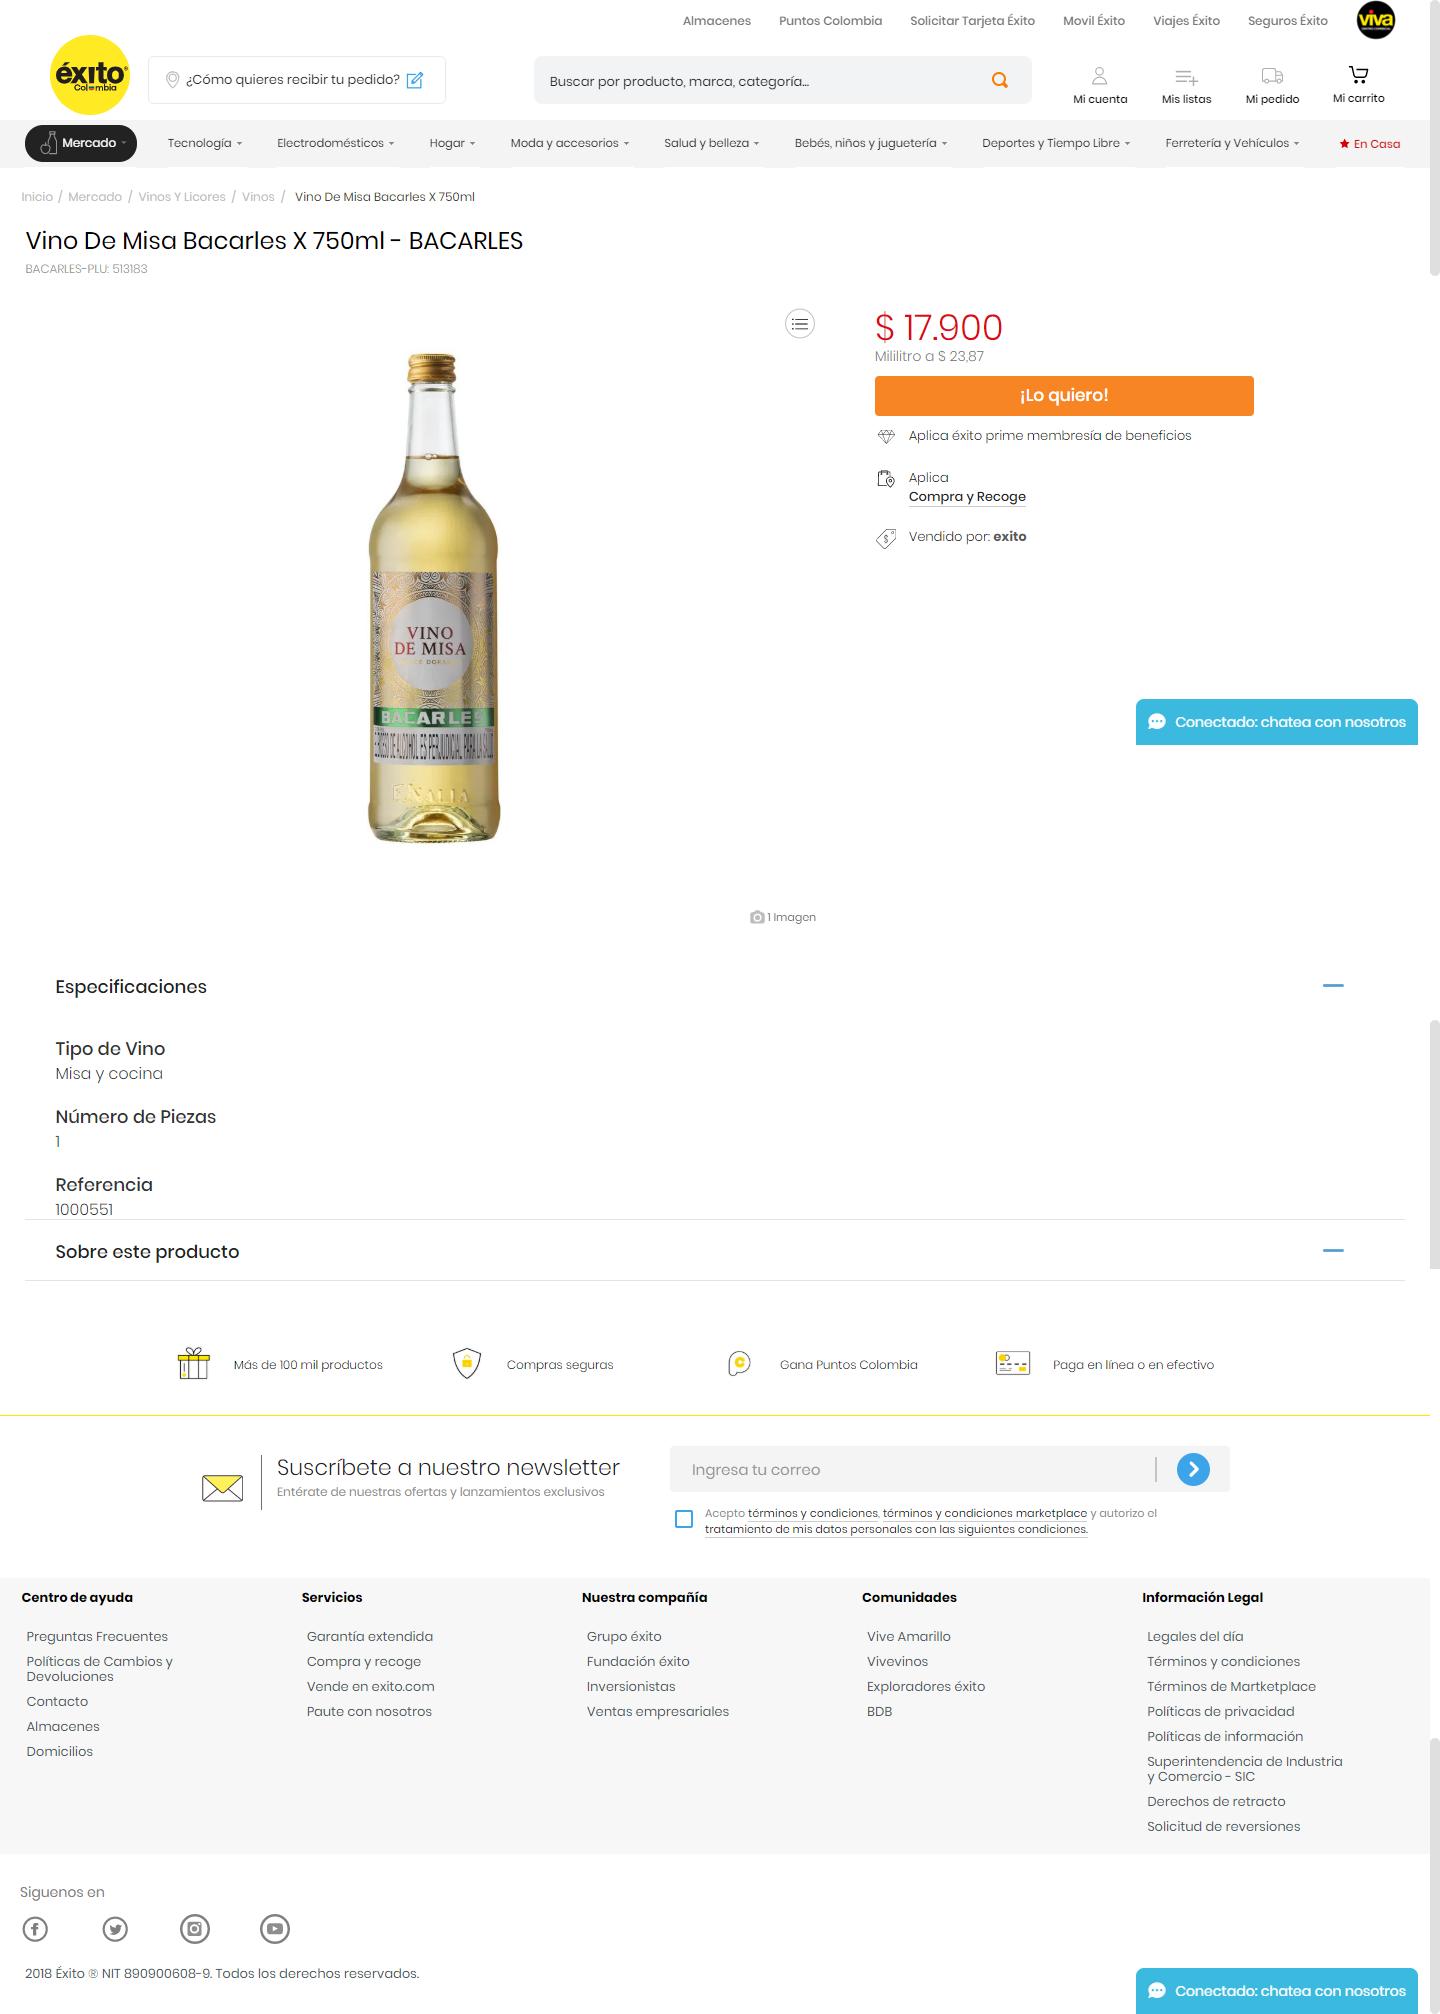 Almacenes Puntos Colombia Solicitar Tarjeta Éxito Movil Éxito Viajes Éxito Seguros Éxito viva
éxito
Colombia
¿Cómo quieres recibir tu pedido?
Buscar por producto, marca, categoría...
Mi cuenta Mis listas Mi pedido Mi carrito
Mercado Tecnología Electrodomésticos Hogar Moda y accesorios Salud y belleza Bebés, niños y juguetería Deportes y Tiempo Libre Ferretería y Vehículos En Casa
Inicio / Mercado / Vinos Y Licores / Vinos / Vino De Misa Bacarles X 750ml
Vino De Misa Bacarles X 750ml - BACARLES
BACARLES-PLU: 513183
$ 17.900
Mililitro a $ 23,87
¡Lo quiero!
Aplica éxito prime membresía de beneficios
Aplica
Compra y Recoge
Vendido por: exito
VINO
DE MISA
BACARLES
EL EXCESO DE ALCOHOL ES PERJUDICIAL PARA LA SALUD
Conectado: chatea con nosotros
1 Imagen
Especificaciones
Tipo de Vino
Misa y cocina
Número de Piezas
1
Referencia
1000551
Sobre este producto
Más de 100 mil productos Compras seguras Gana Puntos Colombia Paga en línea o en efectivo
Suscríbete a nuestro newsletter
Entérate de nuestras ofertas y lanzamientos exclusivos
Ingresa tu correo
Acepto términos y condiciones, términos y condiciones marketplace y autorizo el
tratamiento de mis datos personales con las siguientes condiciones.
Centro de ayuda
Preguntas Frecuentes
Políticas de Cambios y
Devoluciones
Contacto
Almacenes
Domicilios
Servicios
Garantía extendida
Compra y recoge
Vende en exito.com
Paute con nosotros
Nuestra compañía
Grupo éxito
Fundación éxito
Inversionistas
Ventas empresariales
Comunidades
Vive Amarillo
Vivevinos
Exploradores éxito
BDB
Información Legal
Legales del día
Términos y condiciones
Términos de Martketplace
Políticas de privacidad
Políticas de información
Superintendencia de Industria
y Comercio - SIC
Derechos de retracto
Solicitud de reversiones
Siguenos en
2018 Éxito ® NIT 890900608-9. Todos los derechos reservados.
Conectado: chatea con nosotros